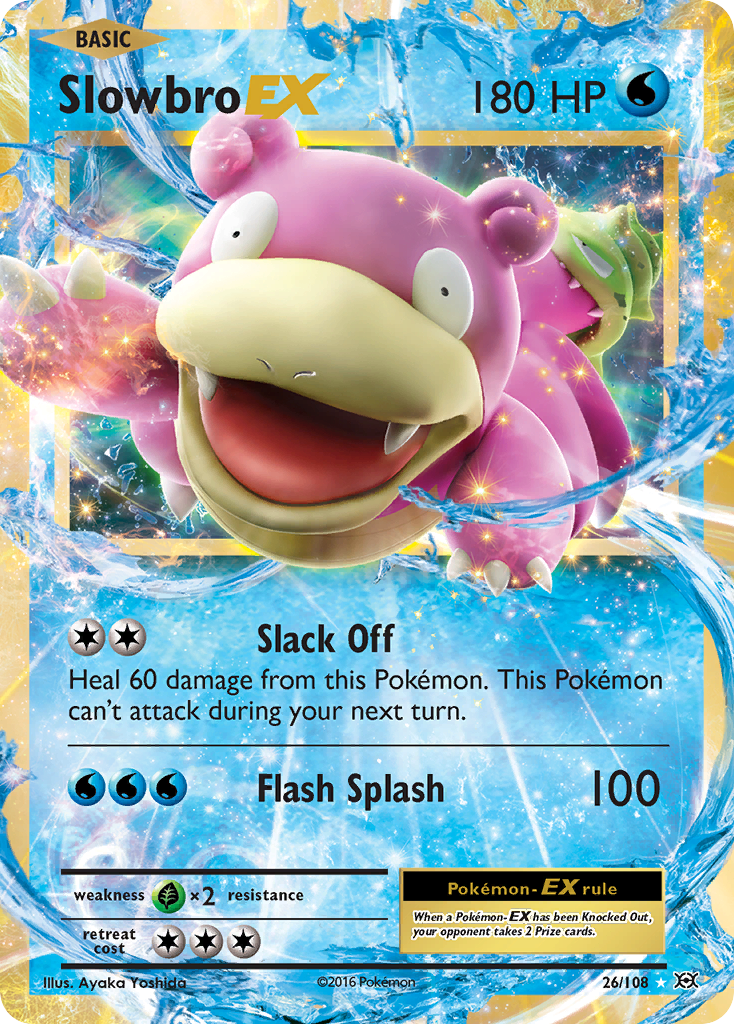 BASIC
Slowbro EX 180 HP
Slack Off
Heal 60 damage from this Pokémon. This Pokémon
can't attack during your next turn.
Flash Splash 100
weakness ×2 resistance
retreat
cost
Pokémon-EX rule
When a Pokémon-EX has been Knocked Out,
your opponent takes 2 Prize cards.
Illus. Ayaka Yoshida ©2016 Pokémon 26/108